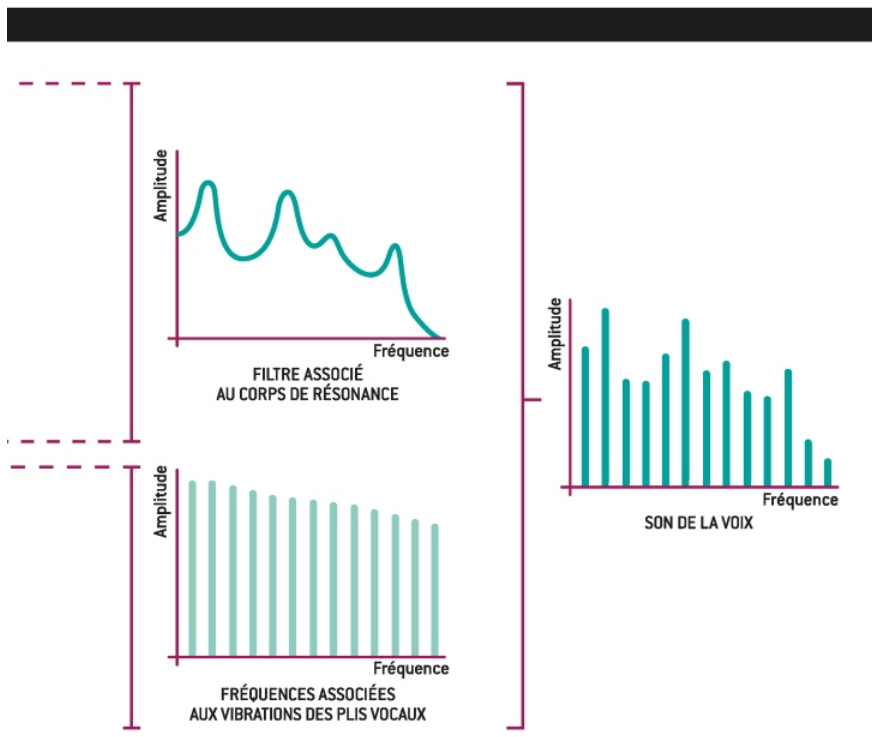 Amplitude
Fréquence
FILTRE ASSOCIÉ
AU CORPS DE RÉSONANCE
Amplitude
Fréquence
FRÉQUENCES ASSOCIÉES
AUX VIBRATIONS DES PLIS VOCAUX
Amplitude
Fréquence
SON DE LA VOIX